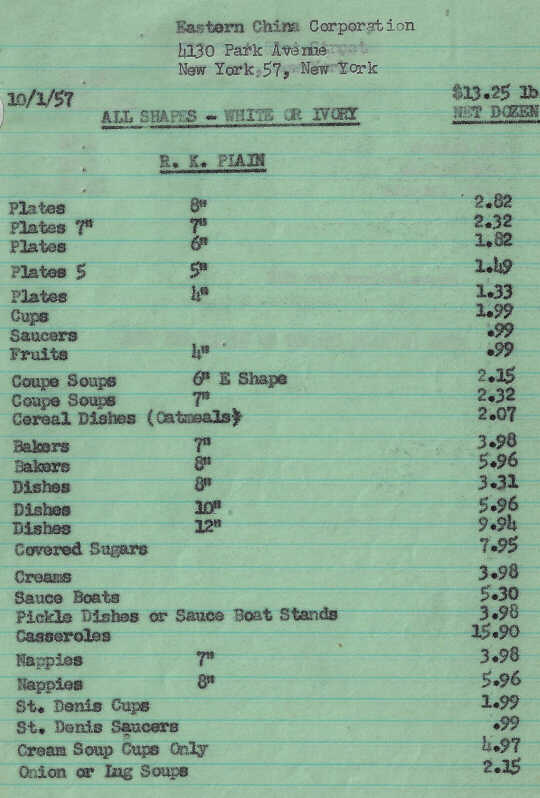 Eastern China Corporation
4130 Park Avenue
New York,57, New York
10/1/57
$13.25 lb
ALL SHAPES - WHITE OR IVORY
NET DOZEN
R. K. PLAIN
Plates 8" 2.82
Plates 7" 7" 2.32
Plates 6" 1.82
Plates 5 5" 1.49
Plates 4" 1.33
Cups 1.99
Saucers .99
Fruits 4" .99
Coupe Soups 6" E Shape 2.15
Coupe Soups 7" 2.32
Cereal Dishes (Oatmeals) 2.07
Bakers 7" 3.98
Bakers 8" 5.96
Dishes 8" 3.31
Dishes 10" 5.96
Dishes 12" 9.94
Covered Sugars 7.95
Creams 3.98
Sauce Boats 5.30
Pickle Dishes or Sauce Boat Stands 3.98
Casseroles 15.90
Nappies 7" 3.98
Nappies 8" 5.96
St. Denis Cups 1.99
St. Denis Saucers .99
Cream Soup Cups Only 4.97
Onion or Lug Soups 2.15